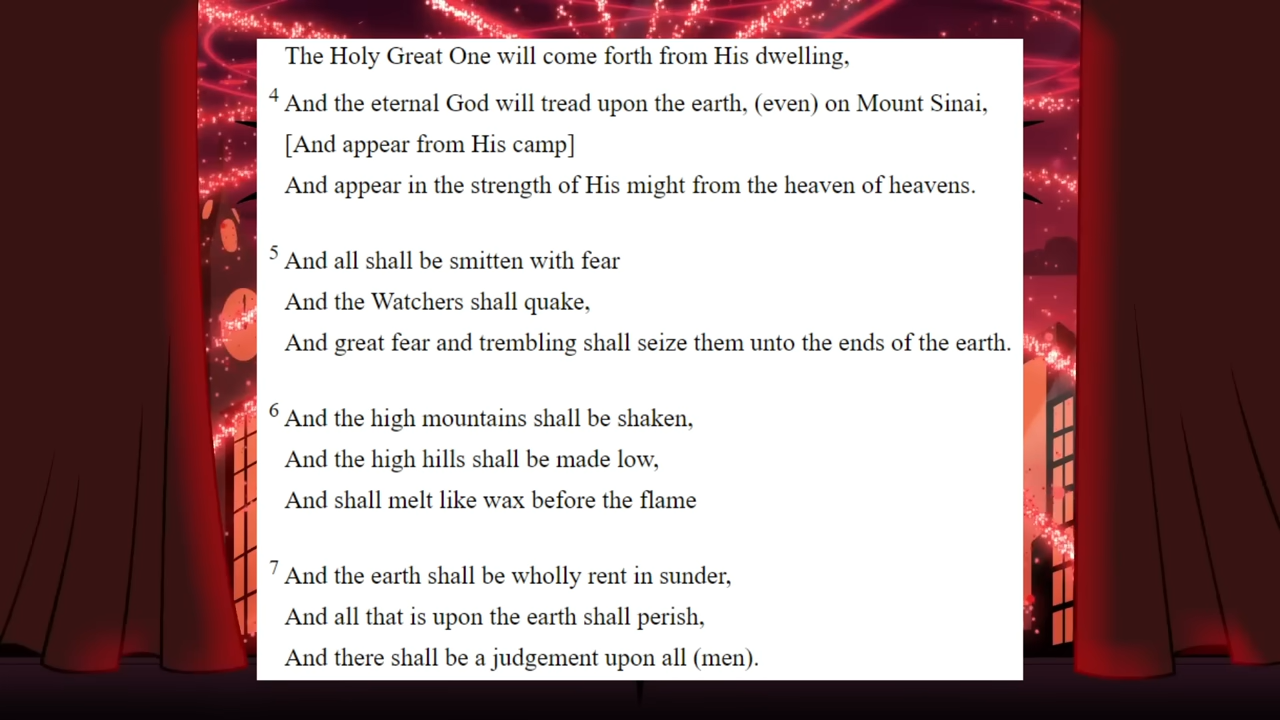 The Holy Great One will come forth from His dwelling,
4 And the eternal God will tread upon the earth, (even) on Mount Sinai,
[And appear from His camp]
And appear in the strength of His might from the heaven of heavens.
5 And all shall be smitten with fear
And the Watchers shall quake,
And great fear and trembling shall seize them unto the ends of the earth.
6 And the high mountains shall be shaken,
And the high hills shall be made low,
And shall melt like wax before the flame
7 And the earth shall be wholly rent in sunder,
And all that is upon the earth shall perish,
And there shall be a judgement upon all (men).